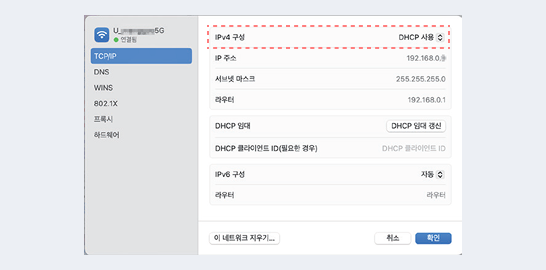 U_ 5G
연결됨
TCP/IP
DNS
WINS
802.1X
프록시
하드웨어
IPv4 구성 DHCP 사용
IP 주소 192.168.0.9
서브넷 마스크 255.255.255.0
라우터 192.168.0.1
DHCP 임대 DHCP 임대 갱신
DHCP 클라이언트 ID(필요한 경우) DHCP 클라이언트 ID
IPv6 구성 자동
라우터 라우터
이 네트워크 지우기... 취소 확인